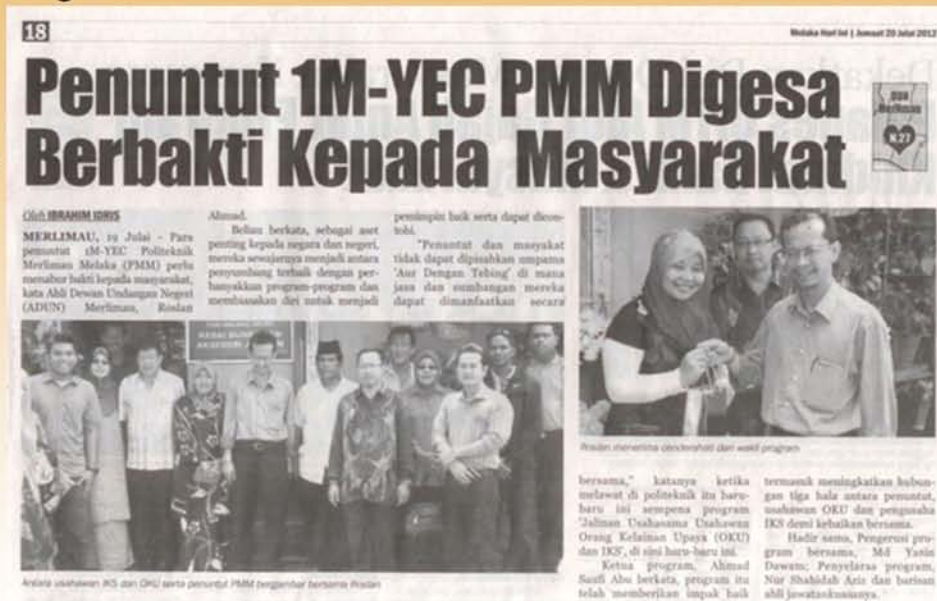 18
Melaka Hari Ini | Jumaat 20 Julai 2012
Penuntut 1M-YEC PMM Digesa
Berbakti Kepada Masyarakat
DUN
Merlimau
N.27
Oleh IBRAHIM IDRIS
MERLIMAU, 19 Julai – Para
penuntut 1M-YEC Politeknik
Merlimau Melaka (PMM) perlu
menabur bakti kepada masyarakat,
kata Ahli Dewan Undangan Negeri
(ADUN) Merlimau, Roslan
Ahmad.
Beliau berkata, sebagai aset
penting kepada negara dan negeri,
mereka sewajarnya menjadi antara
penyumbang terbaik dengan per-
banyakkan program-program dan
membiasakan diri untuk menjadi
pemimpin baik serta dapat dicon-
tohi.
"Penuntut dan masyakat
tidak dapat dipisahkan umpama
'Aur Dengan Tebing' di mana
jasa dan sumbangan mereka
dapat dimanfaatkan secara
Antara usahawan IKS dan OKU serta penuntut PMM bergambar bersama Roslan
Roslan menerima cenderahati dari wakil program
bersama," katanya ketika
melawat di politeknik itu baru-
baru ini sempena program
'Jalinan Usahasama Usahawan
Orang Kelainan Upaya (OKU)
dan IKS', di sini baru-baru ini.
Ketua program, Ahmad
Saufi Abu berkata, program itu
telah memberikan impak baik
termasuk meningkatkan hubun-
gan tiga hala antara penuntut,
usahawan OKU dan pengusaha
IKS demi kebaikan bersama.
Hadir sama, Pengerusi pro-
gram bersama, Md Yasin
Dawam; Penyelaras program,
Nur Shahidah Aziz dan barisan
ahli jawatankuasanya.